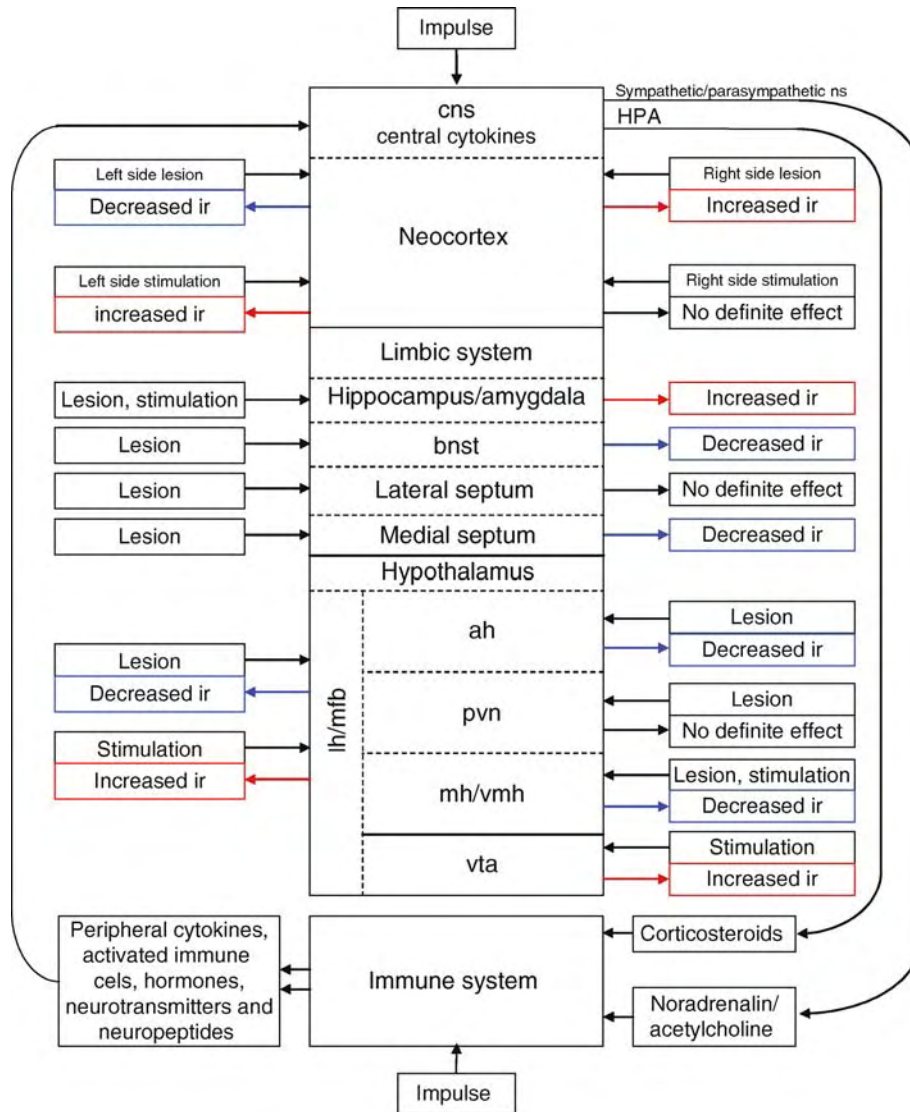 Impulse
cns
central cytokines
Sympathetic/parasympathetic ns
HPA
Left side lesion
Decreased ir
Right side lesion
Increased ir
Neocortex
Left side stimulation
increased ir
Right side stimulation
No definite effect
Limbic system
Lesion, stimulation
Hippocampus/amygdala
Increased ir
Lesion
bnst
Decreased ir
Lesion
Lateral septum
No definite effect
Lesion
Medial septum
Decreased ir
Hypothalamus
lh/mfb
Lesion
Decreased ir
Stimulation
Increased ir
ah
Lesion
Decreased ir
pvn
Lesion
No definite effect
mh/vmh
Lesion, stimulation
Decreased ir
vta
Stimulation
Increased ir
Peripheral cytokines,
activated immune
cels, hormones,
neurotransmitters and
neuropeptides
Immune system
Corticosteroids
Noradrenalin/
acetylcholine
Impulse